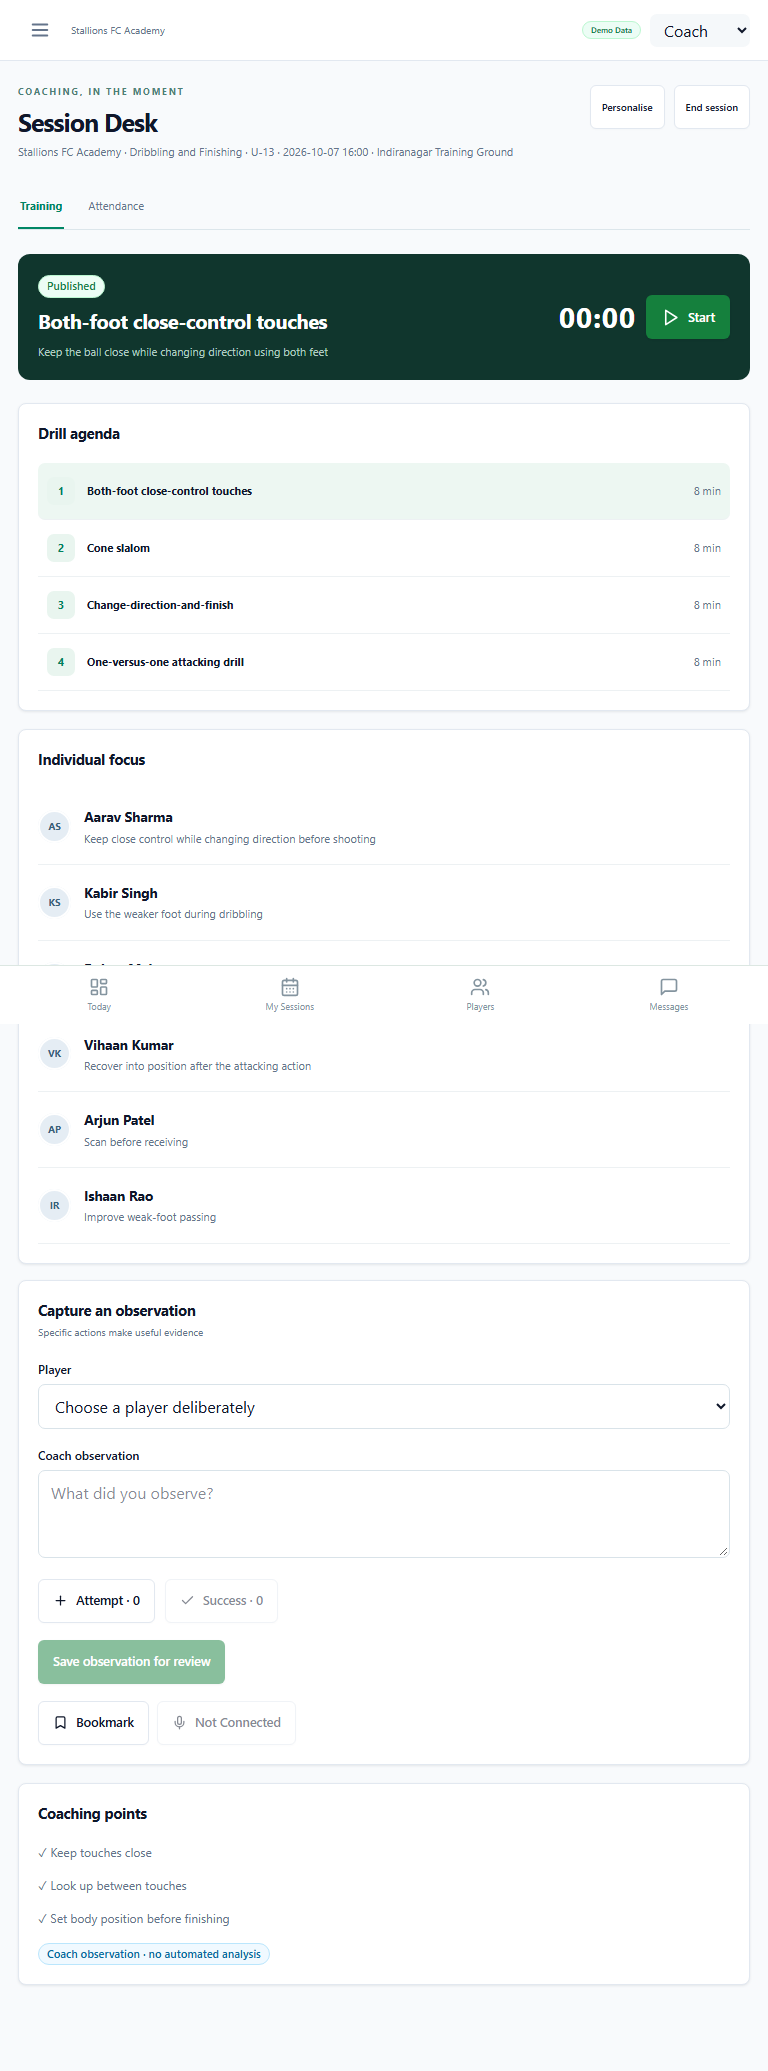 Stallions FC Academy
Demo Data
Coach
COACHING, IN THE MOMENT
Session Desk
Personalise
End session
Stallions FC Academy · Dribbling and Finishing · U-13 · 2026-10-07 16:00 · Indiranagar Training Ground
Training
Attendance
Published
Both-foot close-control touches
Keep the ball close while changing direction using both feet
00:00
Start
Drill agenda
1 Both-foot close-control touches 8 min
2 Cone slalom 8 min
3 Change-direction-and-finish 8 min
4 One-versus-one attacking drill 8 min
Individual focus
AS Aarav Sharma
Keep close control while changing direction before shooting
KS Kabir Singh
Use the weaker foot during dribbling
Today
My Sessions
Players
Messages
VK Vihaan Kumar
Recover into position after the attacking action
AP Arjun Patel
Scan before receiving
IR Ishaan Rao
Improve weak-foot passing
Capture an observation
Specific actions make useful evidence
Player
Choose a player deliberately
Coach observation
What did you observe?
+ Attempt · 0
✓ Success · 0
Save observation for review
Bookmark
Not Connected
Coaching points
✓ Keep touches close
✓ Look up between touches
✓ Set body position before finishing
Coach observation · no automated analysis